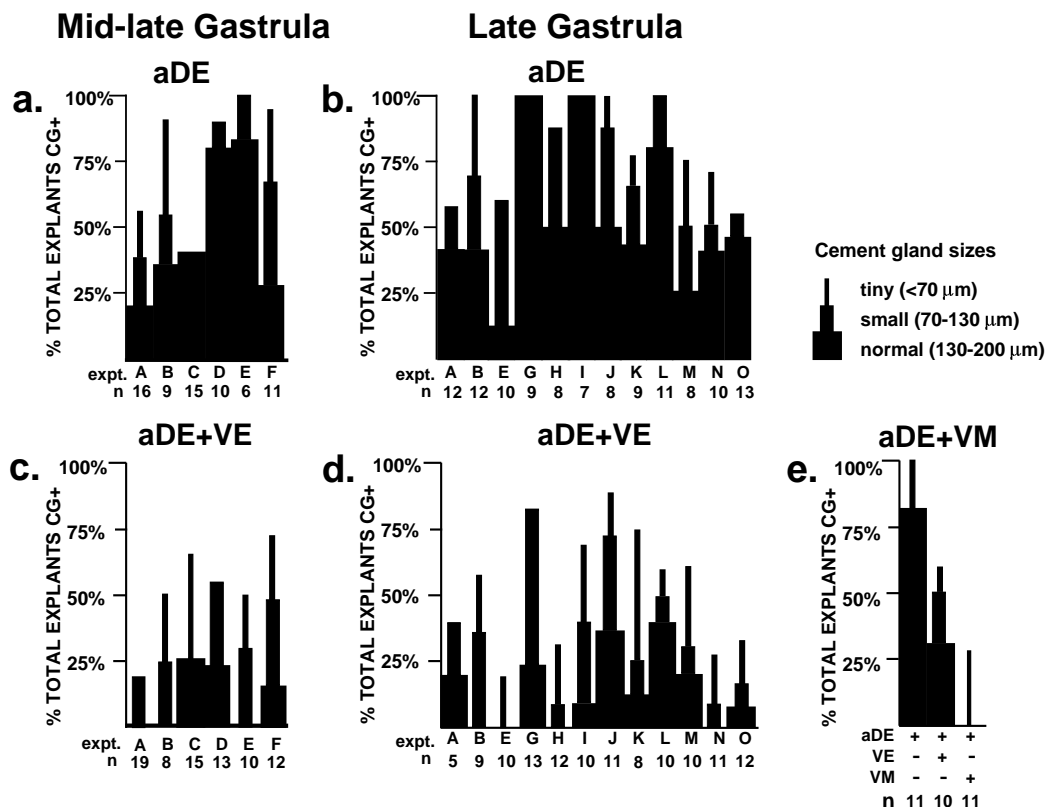 Mid-late Gastrula
Late Gastrula
a.
aDE
% TOTAL EXPLANTS CG+
100%
75%
50%
25%
expt. A B C D E F
n 16 9 15 10 6 11
b.
aDE
% TOTAL EXPLANTS CG+
100%
75%
50%
25%
expt. A B E G H I J K L M N O
n 12 12 10 9 8 7 8 9 11 8 10 13
Cement gland sizes
tiny (<70 μm)
small (70-130 μm)
normal (130-200 μm)
c.
aDE+VE
% TOTAL EXPLANTS CG+
100%
75%
50%
25%
expt. A B C D E F
n 19 8 15 13 10 12
d.
aDE+VE
% TOTAL EXPLANTS CG+
100%
75%
50%
25%
expt. A B E G H I J K L M N O
n 5 9 10 13 12 10 11 8 10 10 11 12
e.
aDE+VM
% TOTAL EXPLANTS CG+
100%
75%
50%
25%
aDE + + +
VE - + -
VM - - +
n 11 10 11